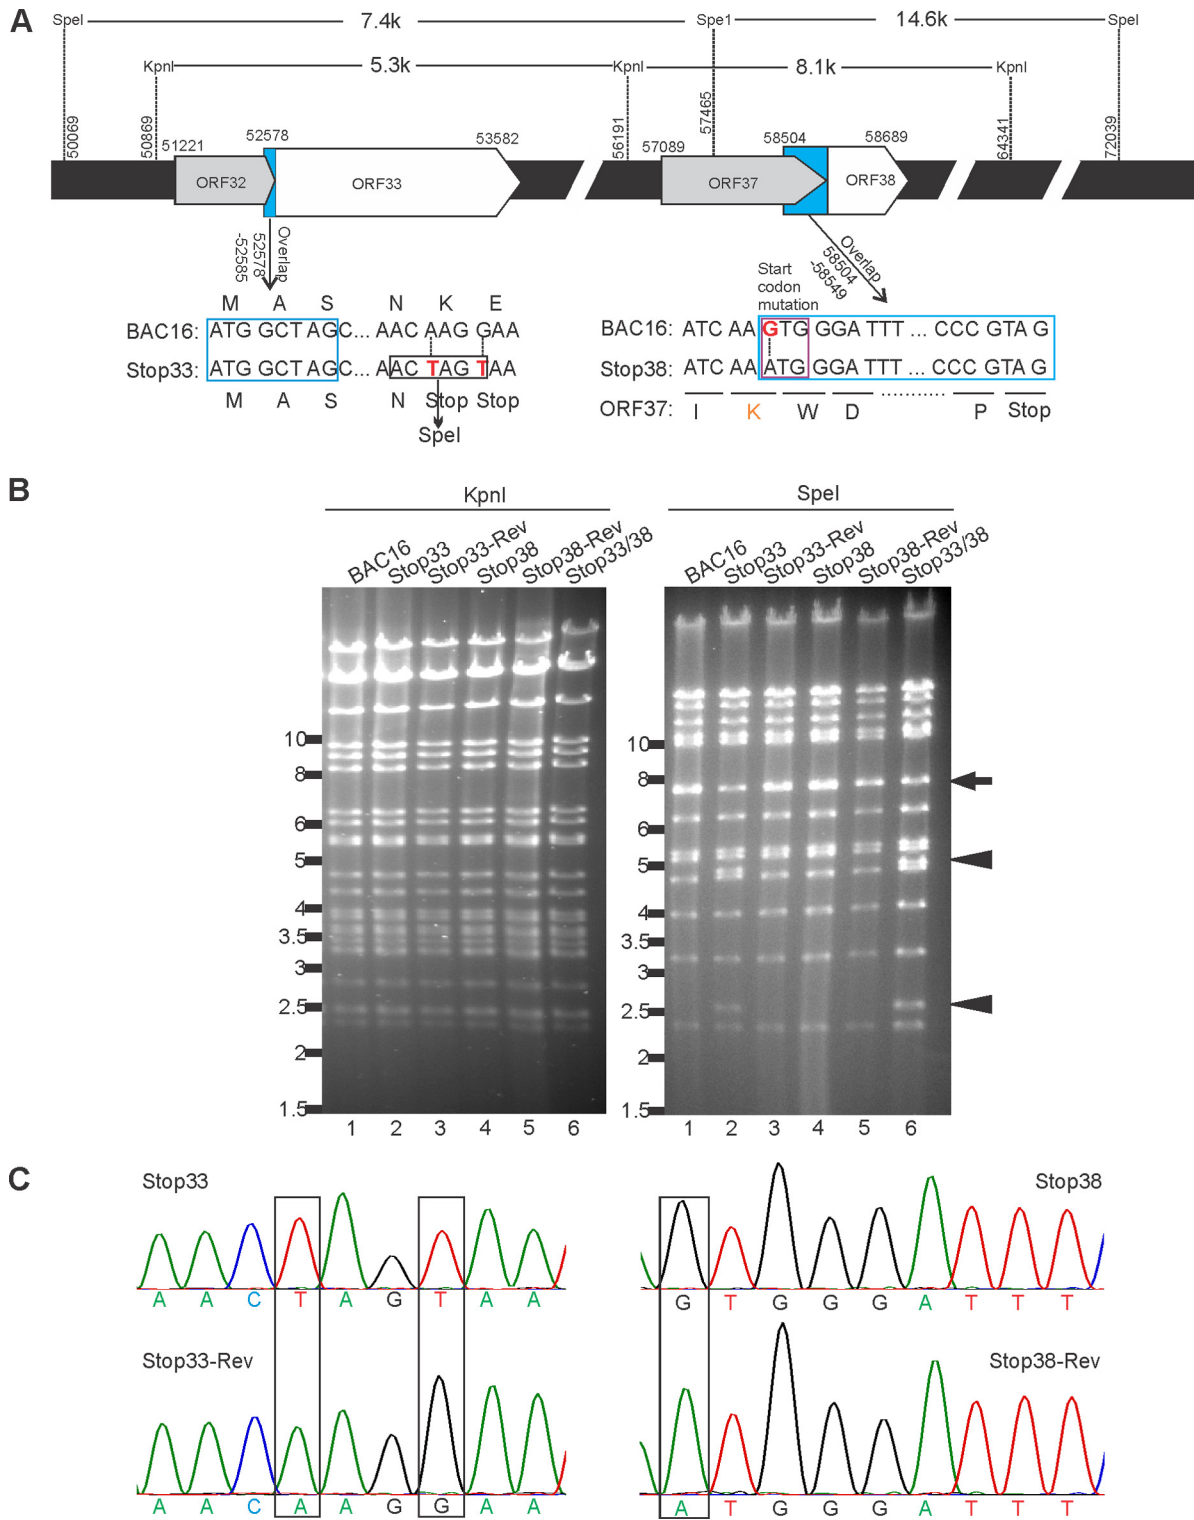 A
SpeI 7.4k Spe1 14.6k SpeI
KpnI 5.3k KpnI 8.1k KpnI
50069 50869 51221 52578 53582 56191 57089 57465 58504 58689 64341 72039
ORF32 ORF33 ORF37 ORF38
Overlap
52578
-52585
Overlap
58504
-58549
M A S N K E
BAC16: ATG GCT AGC... AAC AAG GAA
Stop33: ATG GCT AGC... AAC TAG TAA
M A S N Stop Stop
SpeI
Start
codon
mutation
BAC16: ATC AA GTG GGA TTT ... CCC GTAG
Stop38: ATC AA ATG GGA TTT ... CCC GTAG
ORF37: I K W D ........... P Stop
B
KpnI
BAC16 Stop33 Stop33-Rev Stop38 Stop38-Rev Stop33/38
10
8
6
5
4
3.5
3
2.5
2
1.5
1 2 3 4 5 6
SpeI
BAC16 Stop33 Stop33-Rev Stop38 Stop38-Rev Stop33/38
10
8
6
5
4
3.5
3
2.5
2
1.5
1 2 3 4 5 6
C
Stop33
A A C T A G T A A
Stop38
G T G G G A T T T
Stop33-Rev
A A C A A G G A A
Stop38-Rev
A T G G G A T T T